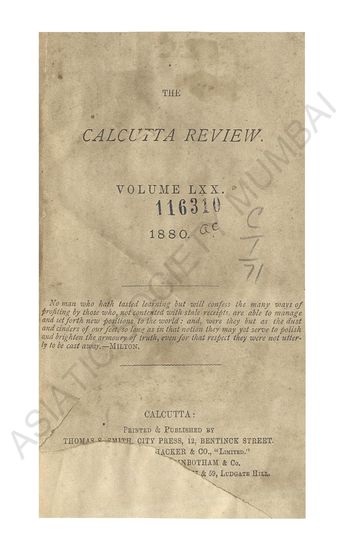 THE
CALCUTTA REVIEW.
VOLUME LXX.
116310
1880.
No man who hath tasted learning but will confess the many ways of
profiting by those who, not contented with stale receipts, are able to manage
and set forth new positions to the world: and, were they but as the dust
and cinders of our feet, so long as in that notion they may yet serve to polish
and brighten the armoury of truth, even for that respect they were not utter-
ly to be cast away.—MILTON.
CALCUTTA:
PRINTED & PUBLISHED BY
THOMAS S. SMITH, CITY PRESS, 12, BENTINCK STREET.
HACKER & CO., "LIMITED."
INBOTHAM & Co.
& 59, LUDGATE HILL.
ASIATIC SOCIETY MUMBAI